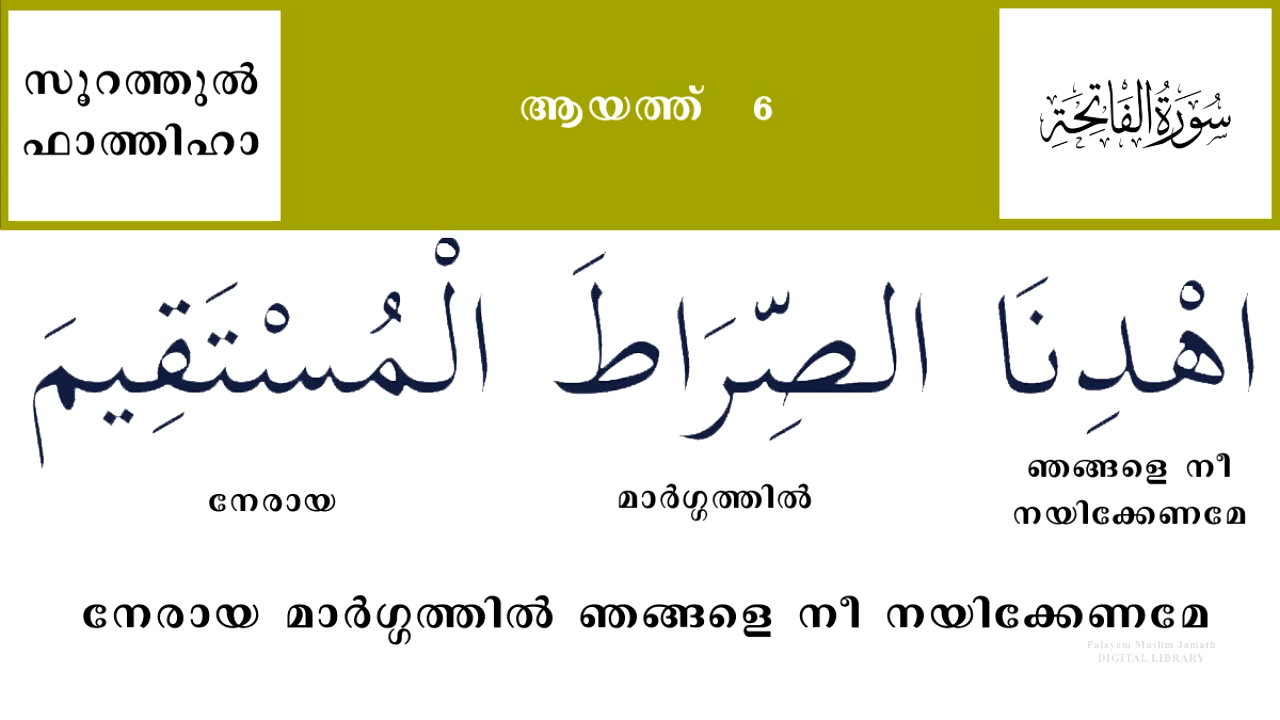 സൂറത്തുൽ
ഫാത്തിഹാ
ആയത്ത് 6
سُورَةُ الفَاتِحَةِ
اهْدِنَا الصِّرَاطَ الْمُسْتَقِيمَ
ഞങ്ങളെ നീ
നയിക്കേണമേ
മാർഗ്ഗത്തിൽ
നേരായ
നേരായ മാർഗ്ഗത്തിൽ ഞങ്ങളെ നീ നയിക്കേണമേ
Palayam Muslim Jamath
DIGITAL LIBRARY